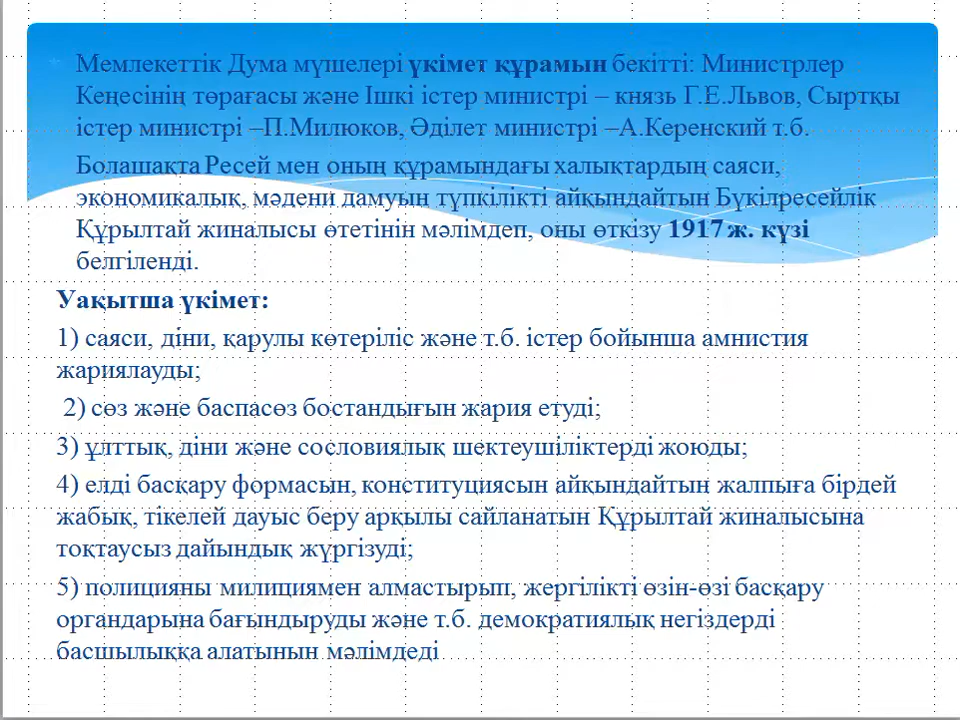 Мемлекеттік Дума мүшелері үкімет құрамын бекітті: Министрлер
Кеңесінің төрағасы және Ішкі істер министрі – князь Г.Е.Львов, Сыртқы
істер министрі –П.Милюков, Әділет министрі –А.Керенский т.б.
Болашақта Ресей мен оның құрамындағы халықтардың саяси,
экономикалық, мәдени дамуын түпкілікті айқындайтын Бүкілресейлік
Құрылтай жиналысы өтетінін мәлімдеп, оны өткізу 1917 ж. күзі
белгіленді.
Уақытша үкімет:
1) саяси, діни, қарулы көтеріліс және т.б. істер бойынша амнистия
жариялауды;
2) сөз және баспасөз бостандығын жария етуді;
3) ұлттық, діни және сословиялық шектеушіліктерді жоюды;
4) елді басқару формасын, конституциясын айқындайтын жалпыға бірдей
жабық, тікелей дауыс беру арқылы сайланатын Құрылтай жиналысына
тоқтаусыз дайындық жүргізуді;
5) полицияны милициямен алмастырып, жергілікті өзін-өзі басқару
органдарына бағындыруды және т.б. демократиялық негіздерді
басшылыққа алатынын мәлімдеді